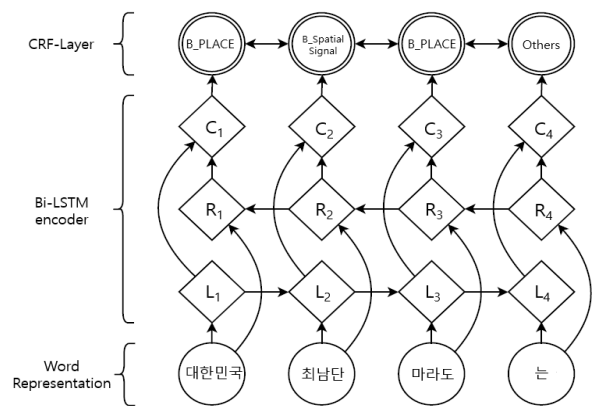 CRF-Layer
B_PLACE
B_Spatial
Signal
B_PLACE
Others
Bi-LSTM
encoder
C1
C2
C3
C4
R1
R2
R3
R4
L1
L2
L3
L4
Word
Representation
대한민국
최남단
마라도
는